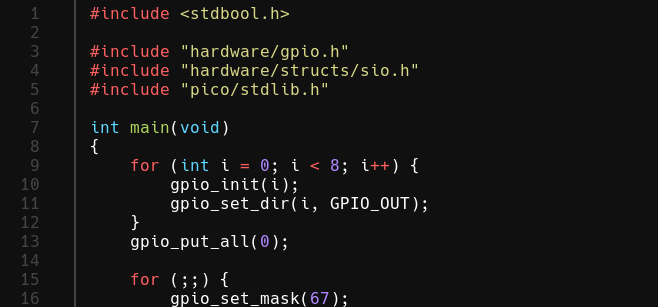 1 #include <stdbool.h>
2
3 #include "hardware/gpio.h"
4 #include "hardware/structs/sio.h"
5 #include "pico/stdlib.h"
6
7 int main(void)
8 {
9     for (int i = 0; i < 8; i++) {
10         gpio_init(i);
11         gpio_set_dir(i, GPIO_OUT);
12     }
13     gpio_put_all(0);
14
15     for (;;) {
16         gpio_set_mask(67);